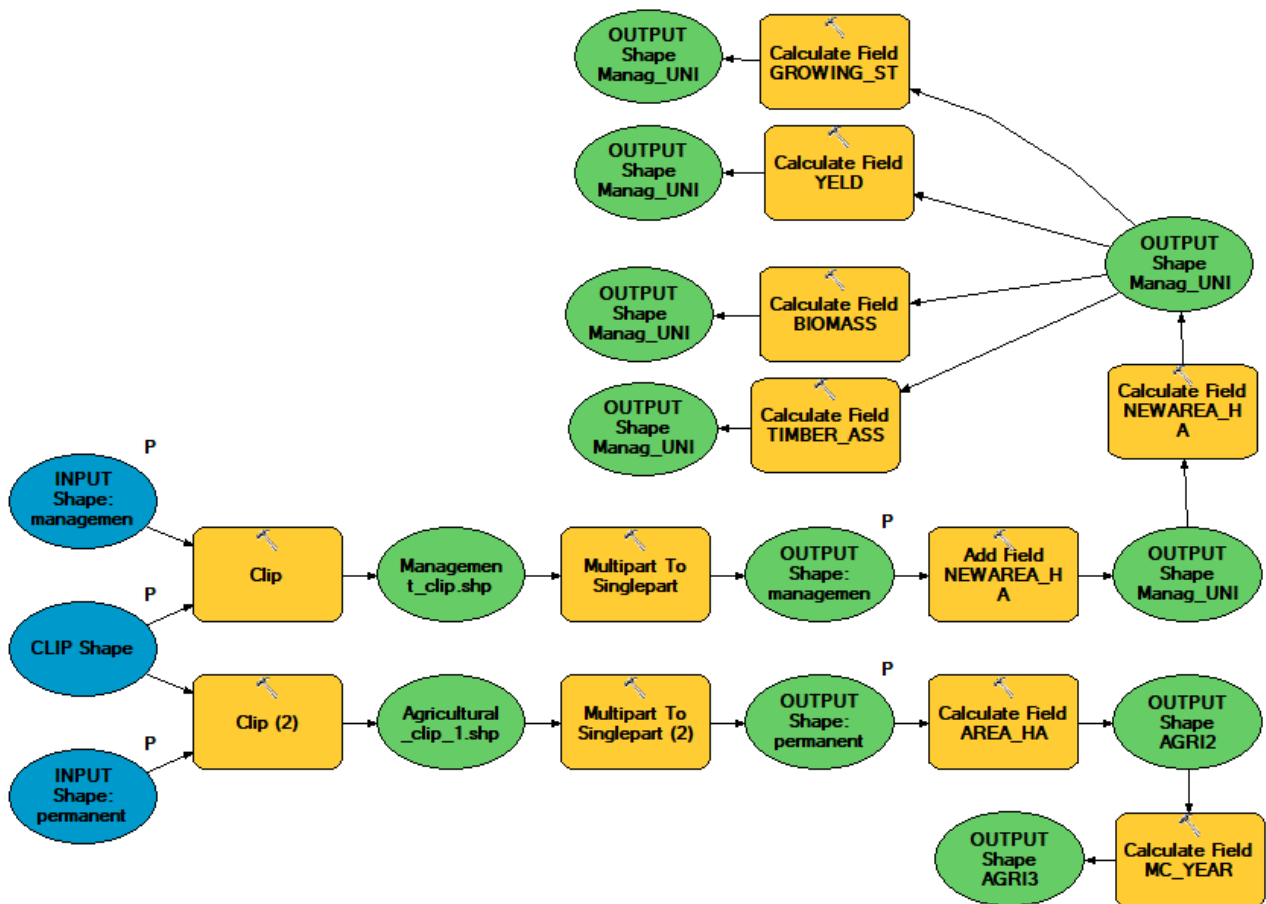 OUTPUT
Shape
Manag_UNI
Calculate Field
GROWING_ST
OUTPUT
Shape
Manag_UNI
Calculate Field
YELD
OUTPUT
Shape
Manag_UNI
OUTPUT
Shape
Manag_UNI
Calculate Field
BIOMASS
OUTPUT
Shape
Manag_UNI
Calculate Field
TIMBER_ASS
Calculate Field
NEWAREA_H
A
P
INPUT
Shape:
managemen
P
CLIP Shape
P
INPUT
Shape:
permanent
Clip
Managemen
t_clip.shp
Multipart To
Singlepart
P
OUTPUT
Shape:
managemen
Add Field
NEWAREA_H
A
OUTPUT
Shape
Manag_UNI
Clip (2)
Agricultural
_clip_1.shp
Multipart To
Singlepart (2)
P
OUTPUT
Shape:
permanent
Calculate Field
AREA_HA
OUTPUT
Shape
AGRI2
OUTPUT
Shape
AGRI3
Calculate Field
MC_YEAR